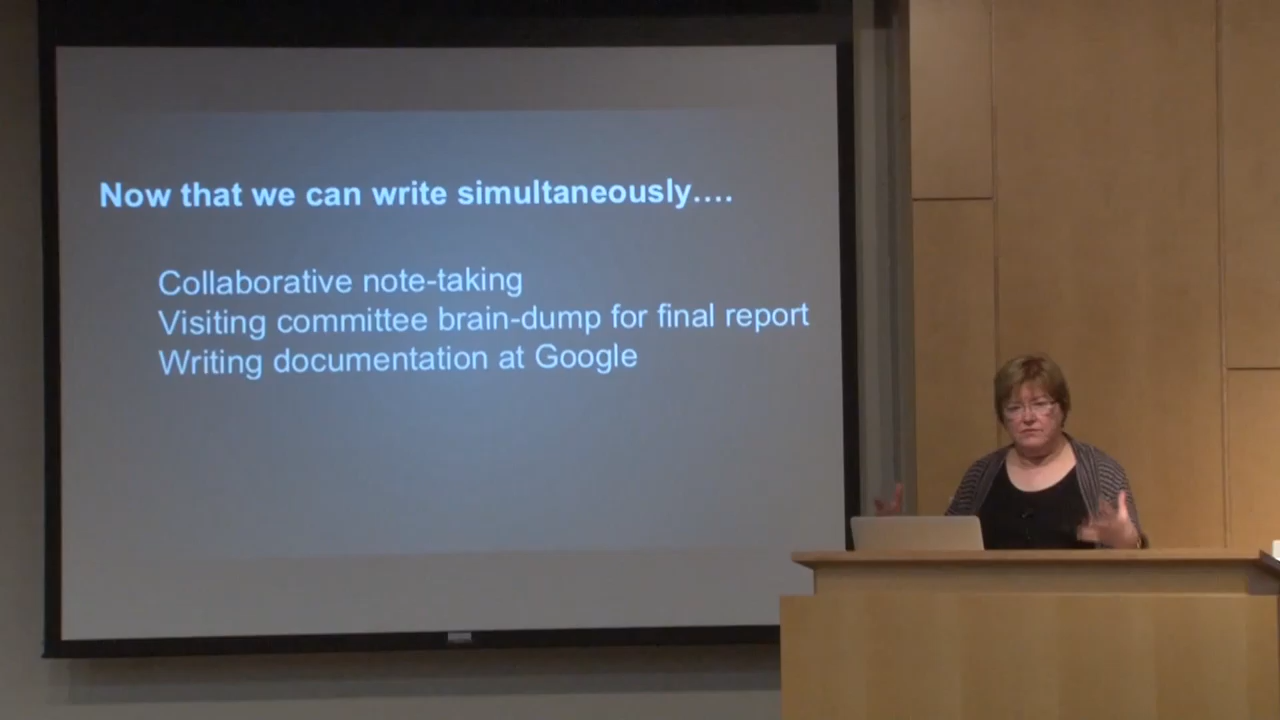 Now that we can write simultaneously....
Collaborative note-taking
Visiting committee brain-dump for final report
Writing documentation at Google